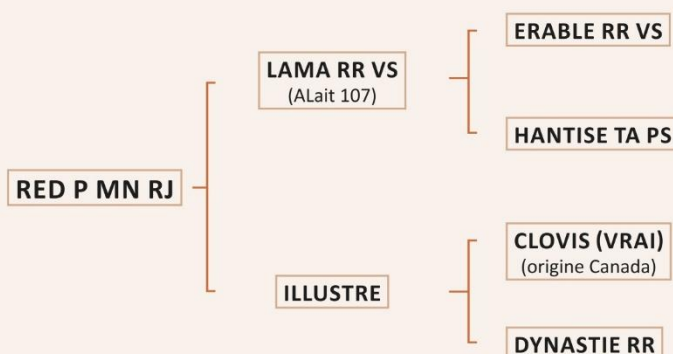 ERABLE RR VS
LAMA RR VS
(ALait 107)
HANTISE TA PS
RED P MN RJ
CLOVIS (VRAI)
(origine Canada)
ILLUSTRE
DYNASTIE RR